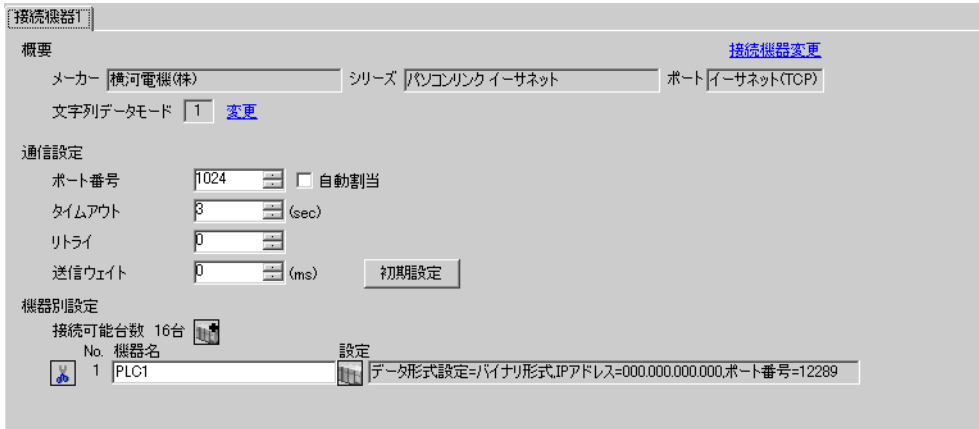 接続機器1
概要 接続機器変更
メーカー 横河電機(株) シリーズ パソコンリンク イーサネット ポート イーサネット(TCP)
文字列データモード 1 変更
通信設定
ポート番号 1024 自動割当
タイムアウト 3 (sec)
リトライ 0
送信ウェイト 0 (ms) 初期設定
機器別設定
接続可能台数 16台
No. 機器名 設定
1 PLC1 データ形式設定=バイナリ形式,IPアドレス=000.000.000.000,ポート番号=12289